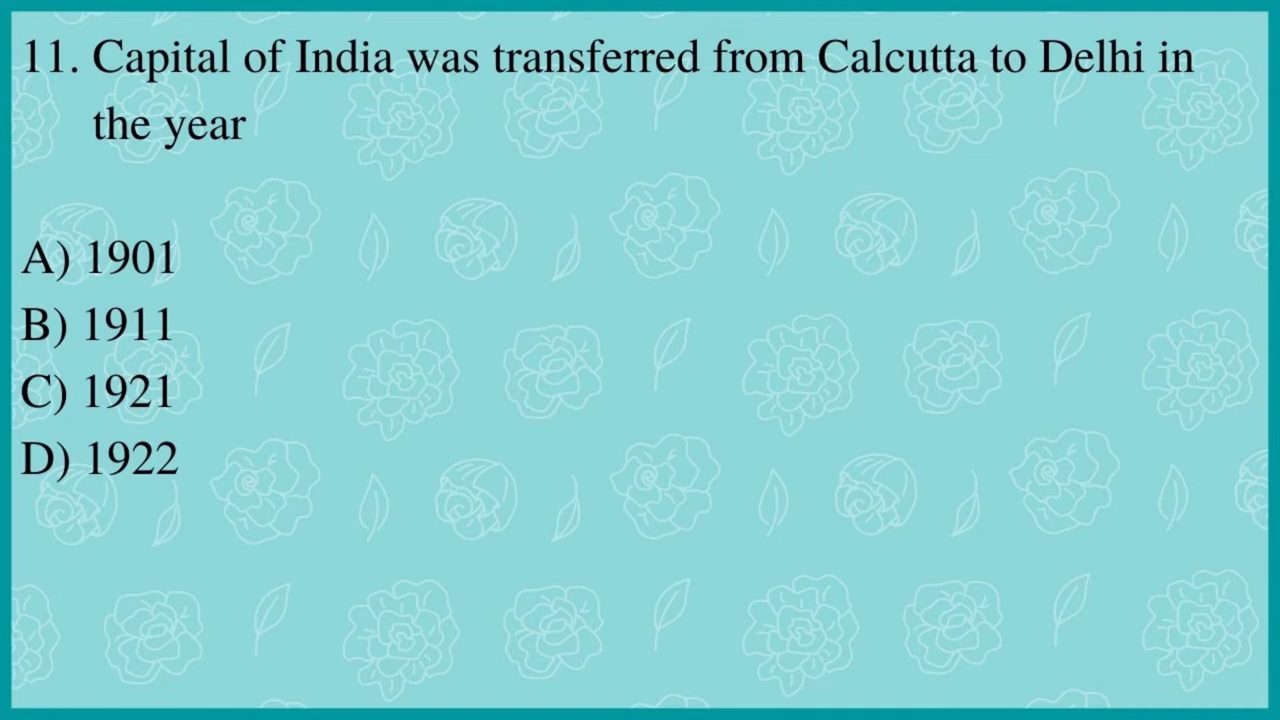 11. Capital of India was transferred from Calcutta to Delhi in
the year
A) 1901
B) 1911
C) 1921
D) 1922